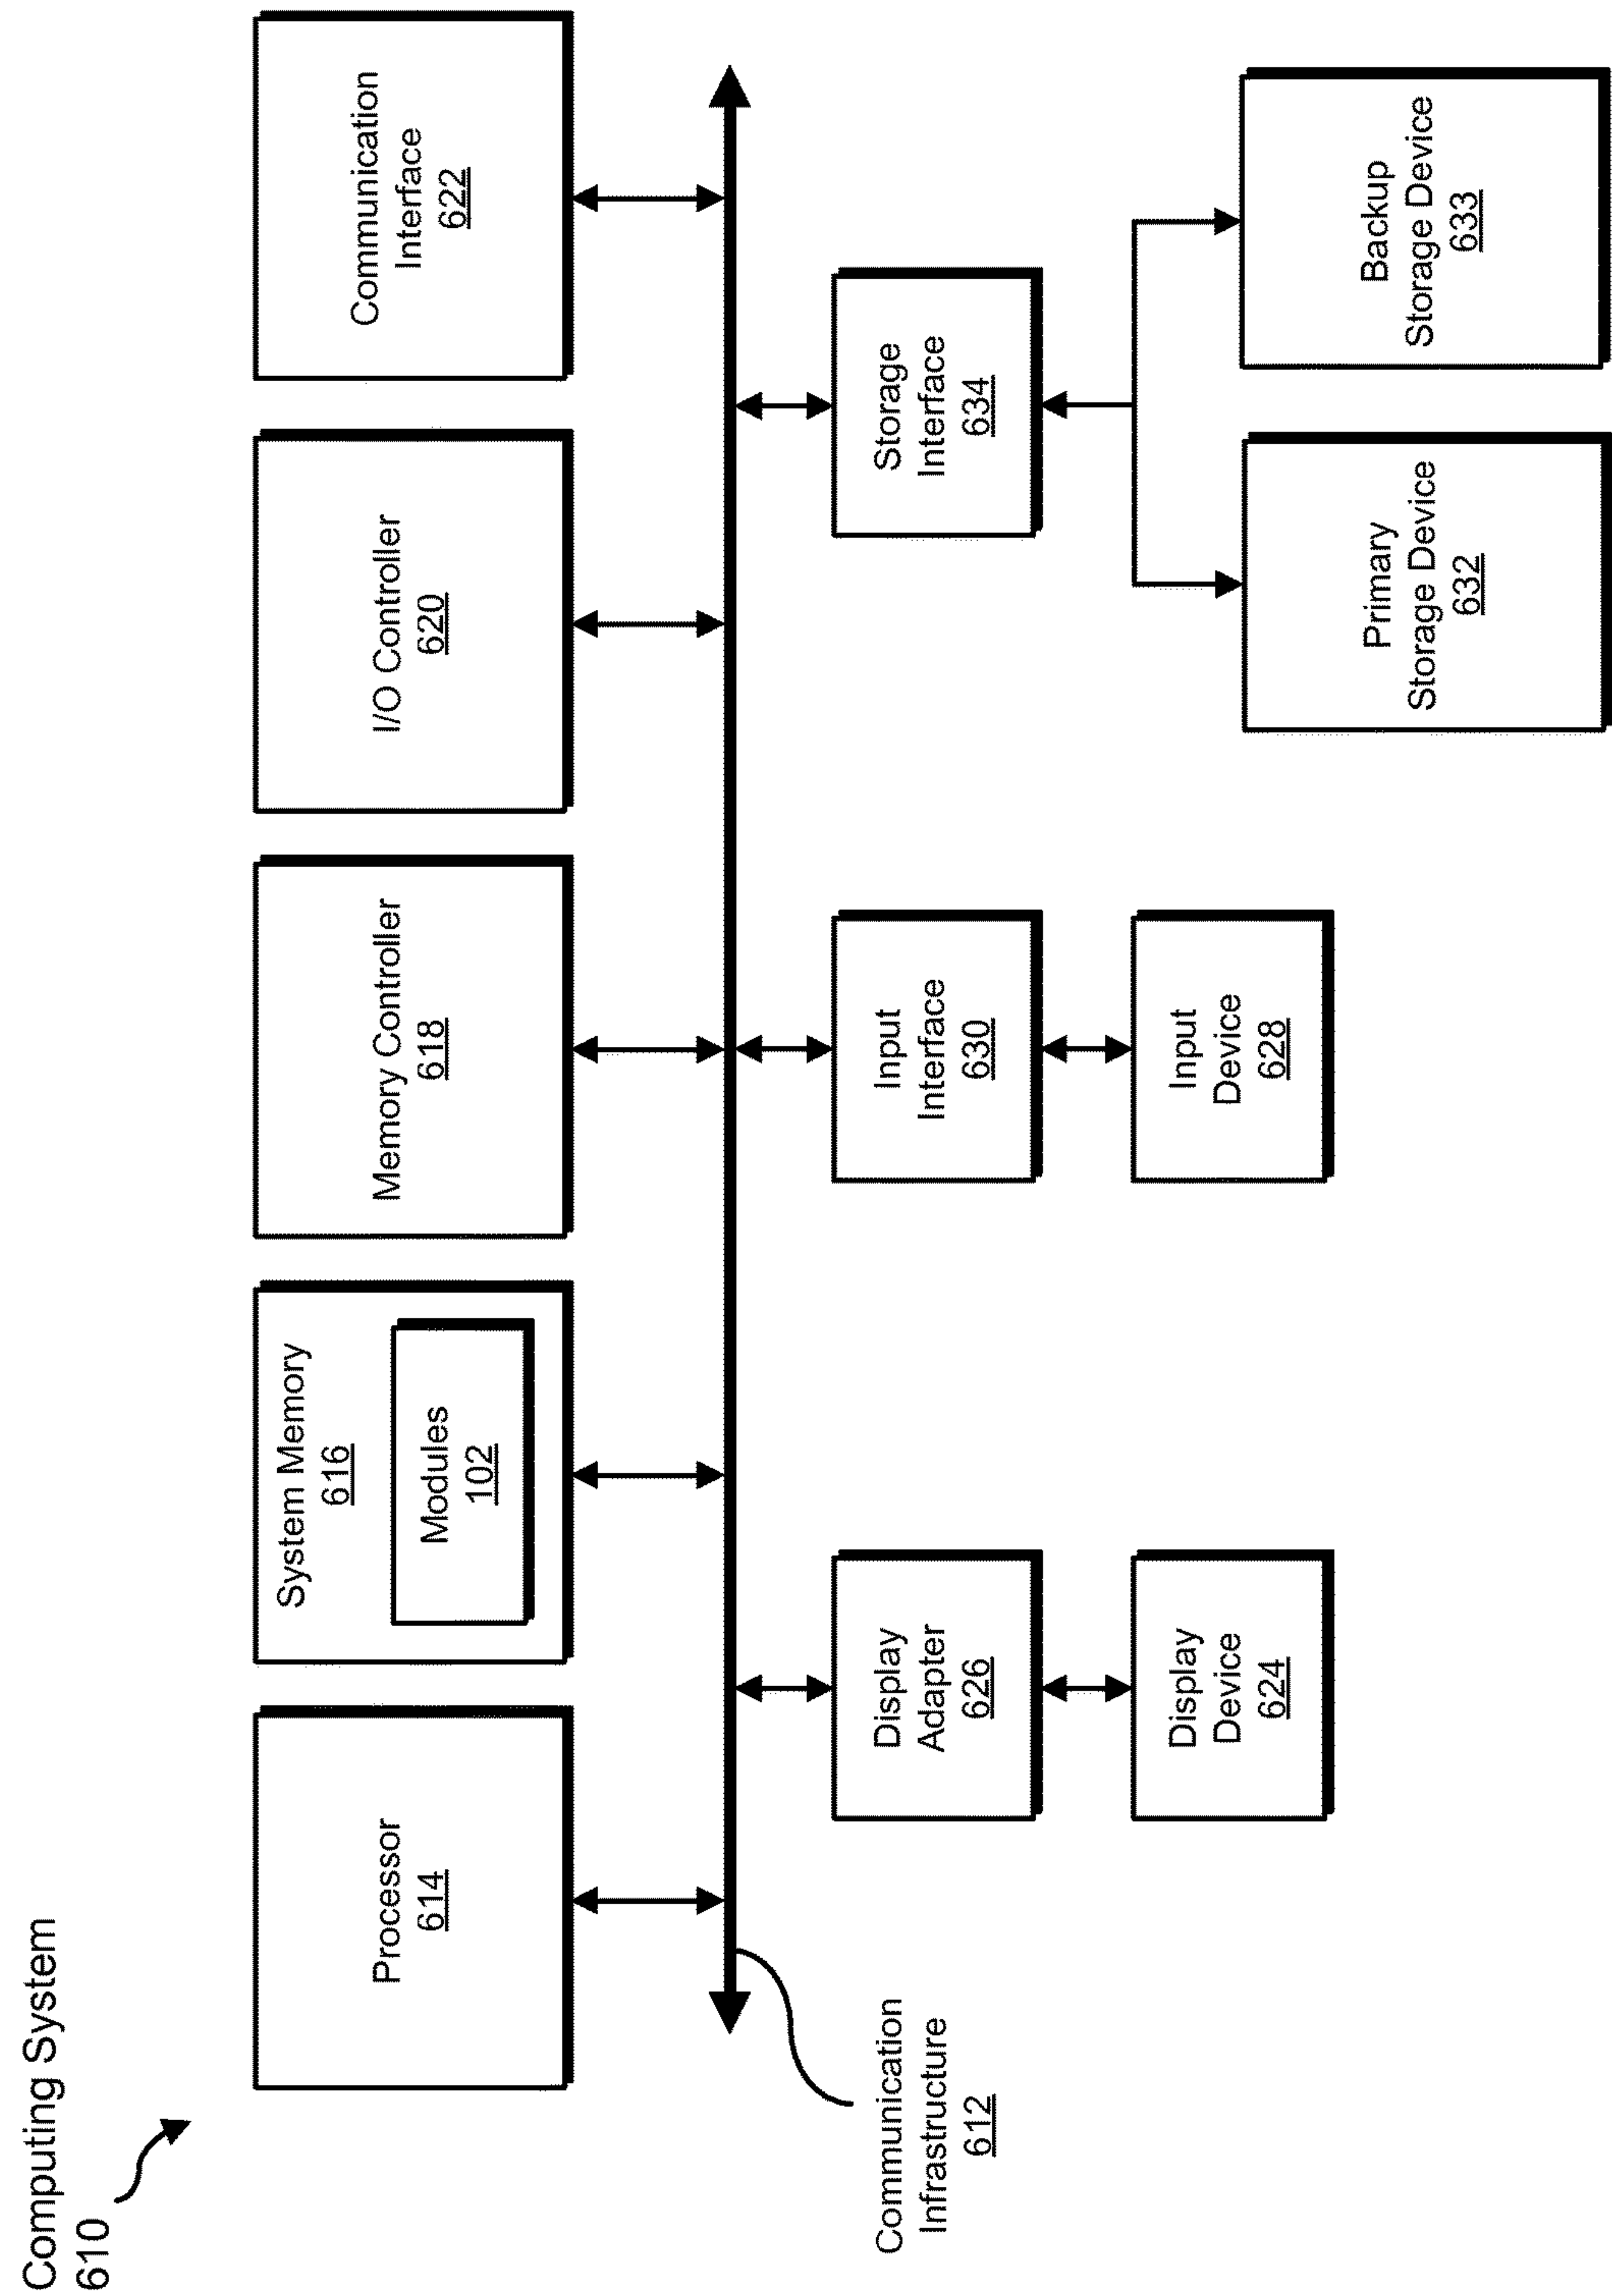 Computing System
610
Processor
614
System Memory
616
Modules
102
Memory Controller
618
I/O Controller
620
Communication
Interface
622
Communication
Infrastructure
612
Display
Adapter
626
Input
Interface
630
Storage
Interface
634
Display
Device
624
Input
Device
628
Primary
Storage Device
632
Backup
Storage Device
633